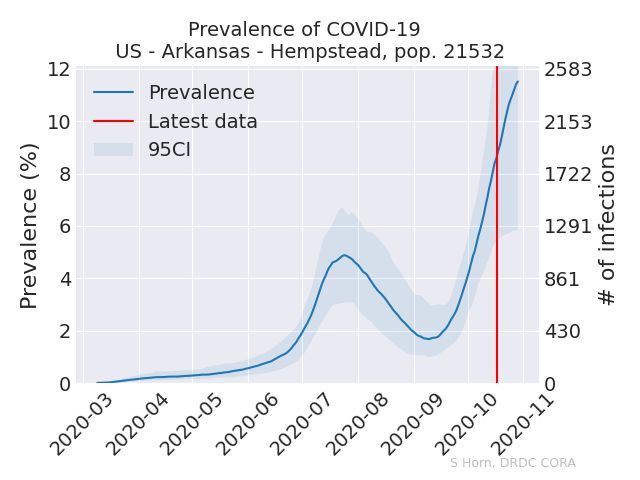 Prevalence of COVID-19
US - Arkansas - Hempstead, pop. 21532
Prevalence
Latest data
95CI
Prevalence (%)
12
10
8
6
4
2
0
2583
2153
1722
1291
861
430
0
# of infections
2020-03
2020-04
2020-05
2020-06
2020-07
2020-08
2020-09
2020-10
2020-11
S Horn, DRDC CORA